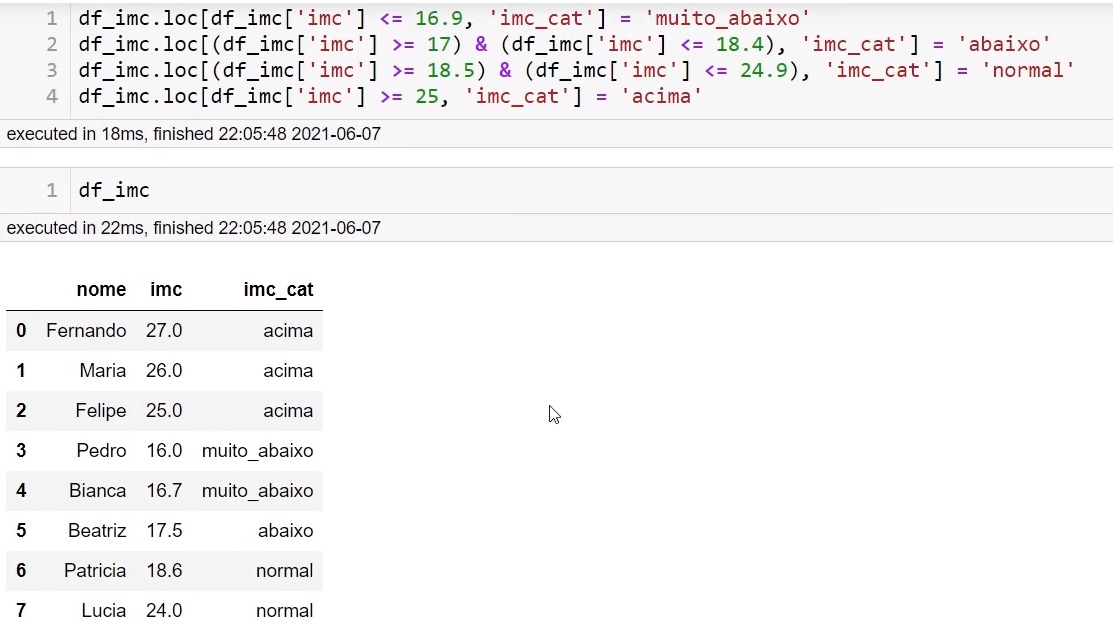 1 df_imc.loc[df_imc['imc'] <= 16.9, 'imc_cat'] = 'muito_abaixo'
2 df_imc.loc[(df_imc['imc'] >= 17) & (df_imc['imc'] <= 18.4), 'imc_cat'] = 'abaixo'
3 df_imc.loc[(df_imc['imc'] >= 18.5) & (df_imc['imc'] <= 24.9), 'imc_cat'] = 'normal'
4 df_imc.loc[df_imc['imc'] >= 25, 'imc_cat'] = 'acima'
executed in 18ms, finished 22:05:48 2021-06-07
1 df_imc
executed in 22ms, finished 22:05:48 2021-06-07
nome imc imc_cat
0 Fernando 27.0 acima
1 Maria 26.0 acima
2 Felipe 25.0 acima
3 Pedro 16.0 muito_abaixo
4 Bianca 16.7 muito_abaixo
5 Beatriz 17.5 abaixo
6 Patricia 18.6 normal
7 Lucia 24.0 normal